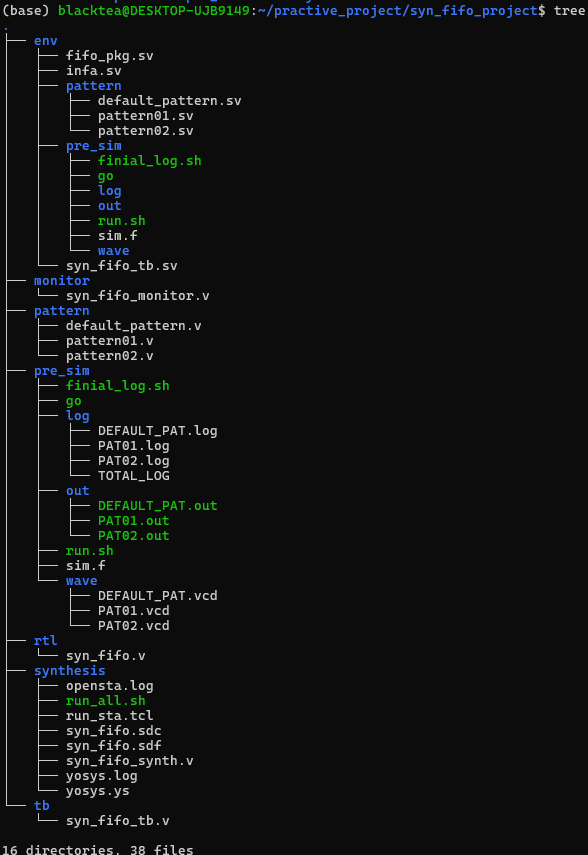 (base) blacktea@DESKTOP-UJB9149:~/practive_project/syn_fifo_project$ tree
.
├── env
│   ├── fifo_pkg.sv
│   ├── infa.sv
│   ├── pattern
│   │   ├── default_pattern.sv
│   │   ├── pattern01.sv
│   │   └── pattern02.sv
│   ├── pre_sim
│   │   ├── finial_log.sh
│   │   ├── go
│   │   ├── log
│   │   ├── out
│   │   ├── run.sh
│   │   ├── sim.f
│   │   └── wave
│   └── syn_fifo_tb.sv
├── monitor
│   └── syn_fifo_monitor.v
├── pattern
│   ├── default_pattern.v
│   ├── pattern01.v
│   └── pattern02.v
├── pre_sim
│   ├── finial_log.sh
│   ├── go
│   ├── log
│   │   ├── DEFAULT_PAT.log
│   │   ├── PAT01.log
│   │   ├── PAT02.log
│   │   └── TOTAL_LOG
│   ├── out
│   │   ├── DEFAULT_PAT.out
│   │   ├── PAT01.out
│   │   └── PAT02.out
│   ├── run.sh
│   ├── sim.f
│   └── wave
│       ├── DEFAULT_PAT.vcd
│       ├── PAT01.vcd
│       └── PAT02.vcd
├── rtl
│   └── syn_fifo.v
├── synthesis
│   ├── opensta.log
│   ├── run_all.sh
│   ├── run_sta.tcl
│   ├── syn_fifo.sdc
│   ├── syn_fifo.sdf
│   ├── syn_fifo_synth.v
│   ├── yosys.log
│   └── yosys.ys
└── tb
    └── syn_fifo_tb.v

16 directories, 38 files